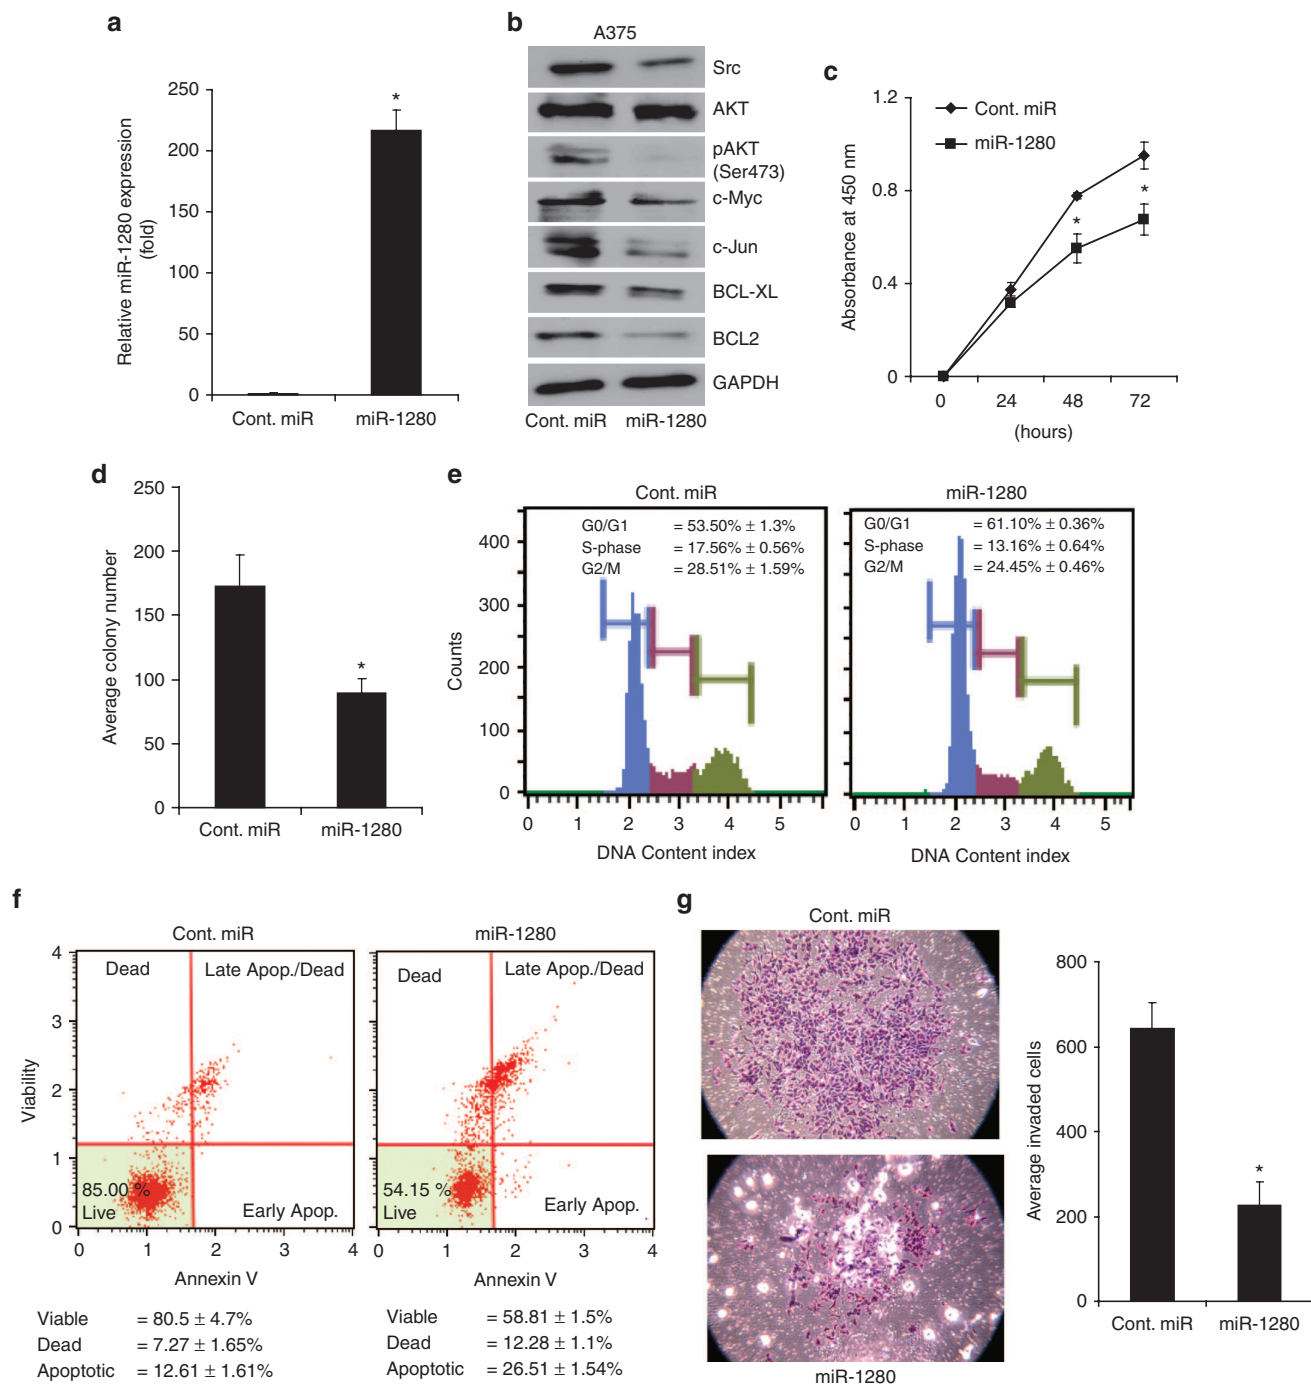 a
Relative miR-1280 expression
(fold)
250
200
150
100
50
0
*
Cont. miR
miR-1280
b
A375
Src
AKT
pAKT
(Ser473)
c-Myc
c-Jun
BCL-XL
BCL2
GAPDH
Cont. miR
miR-1280
c
Absorbance at 450 nm
1.2
0.8
0.4
0
Cont. miR
miR-1280
*
*
0
24
48
72
(hours)
d
Average colony number
250
200
150
100
50
0
*
Cont. miR
miR-1280
e
Cont. miR
G0/G1 = 53.50% ± 1.3%
S-phase = 17.56% ± 0.56%
G2/M = 28.51% ± 1.59%
Counts
400
300
200
100
0
0 1 2 3 4 5
DNA Content index
miR-1280
G0/G1 = 61.10% ± 0.36%
S-phase = 13.16% ± 0.64%
G2/M = 24.45% ± 0.46%
0 1 2 3 4 5
DNA Content index
f
Cont. miR
Viability
4
3
2
1
0
Dead
Late Apop./Dead
85.00 %
Live
Early Apop.
0 1 2 3 4
Annexin V
Viable = 80.5 ± 4.7%
Dead = 7.27 ± 1.65%
Apoptotic = 12.61 ± 1.61%
miR-1280
Dead
Late Apop./Dead
54.15 %
Live
Early Apop.
0 1 2 3 4
Annexin V
Viable = 58.81 ± 1.5%
Dead = 12.28 ± 1.1%
Apoptotic = 26.51 ± 1.54%
g
Cont. miR
miR-1280
Average invaded cells
800
600
400
200
0
*
Cont. miR
miR-1280